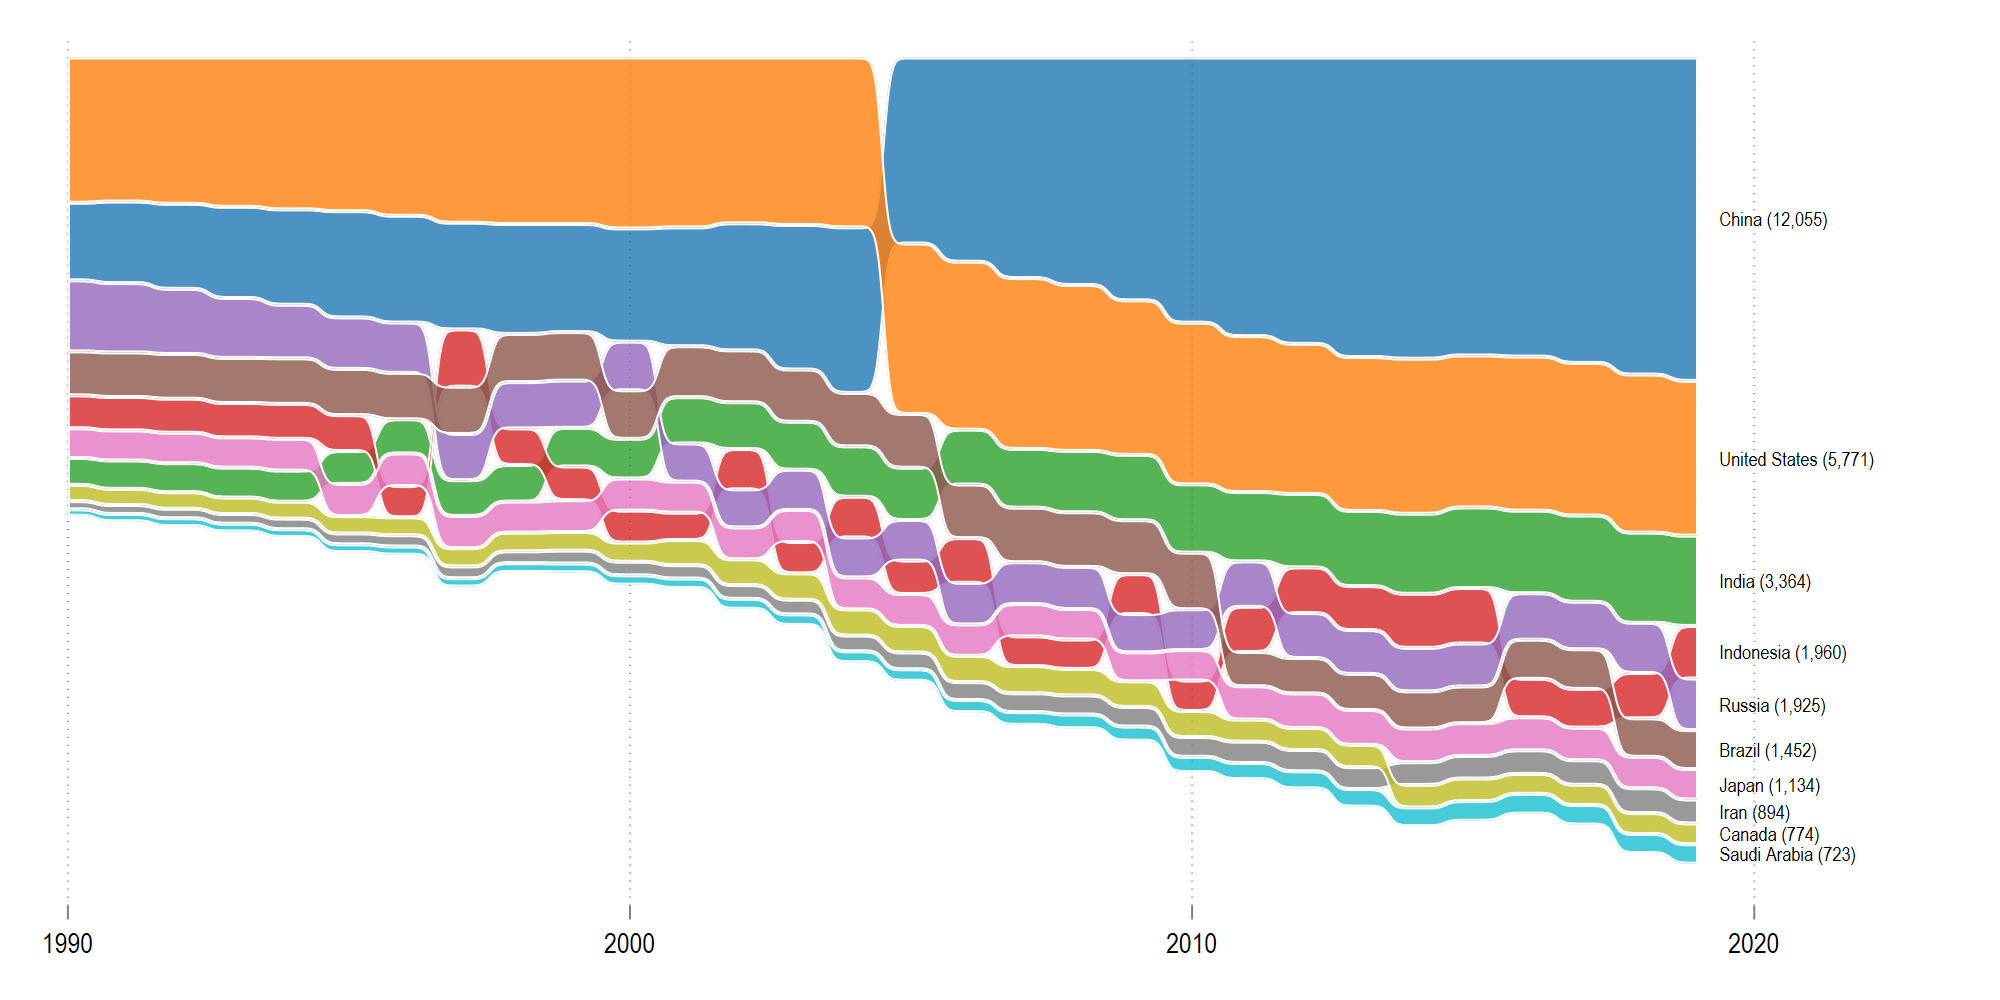 China (12,055)
United States (5,771)
India (3,364)
Indonesia (1,960)
Russia (1,925)
Brazil (1,452)
Japan (1,134)
Iran (894)
Canada (774)
Saudi Arabia (723)
1990 2000 2010 2020